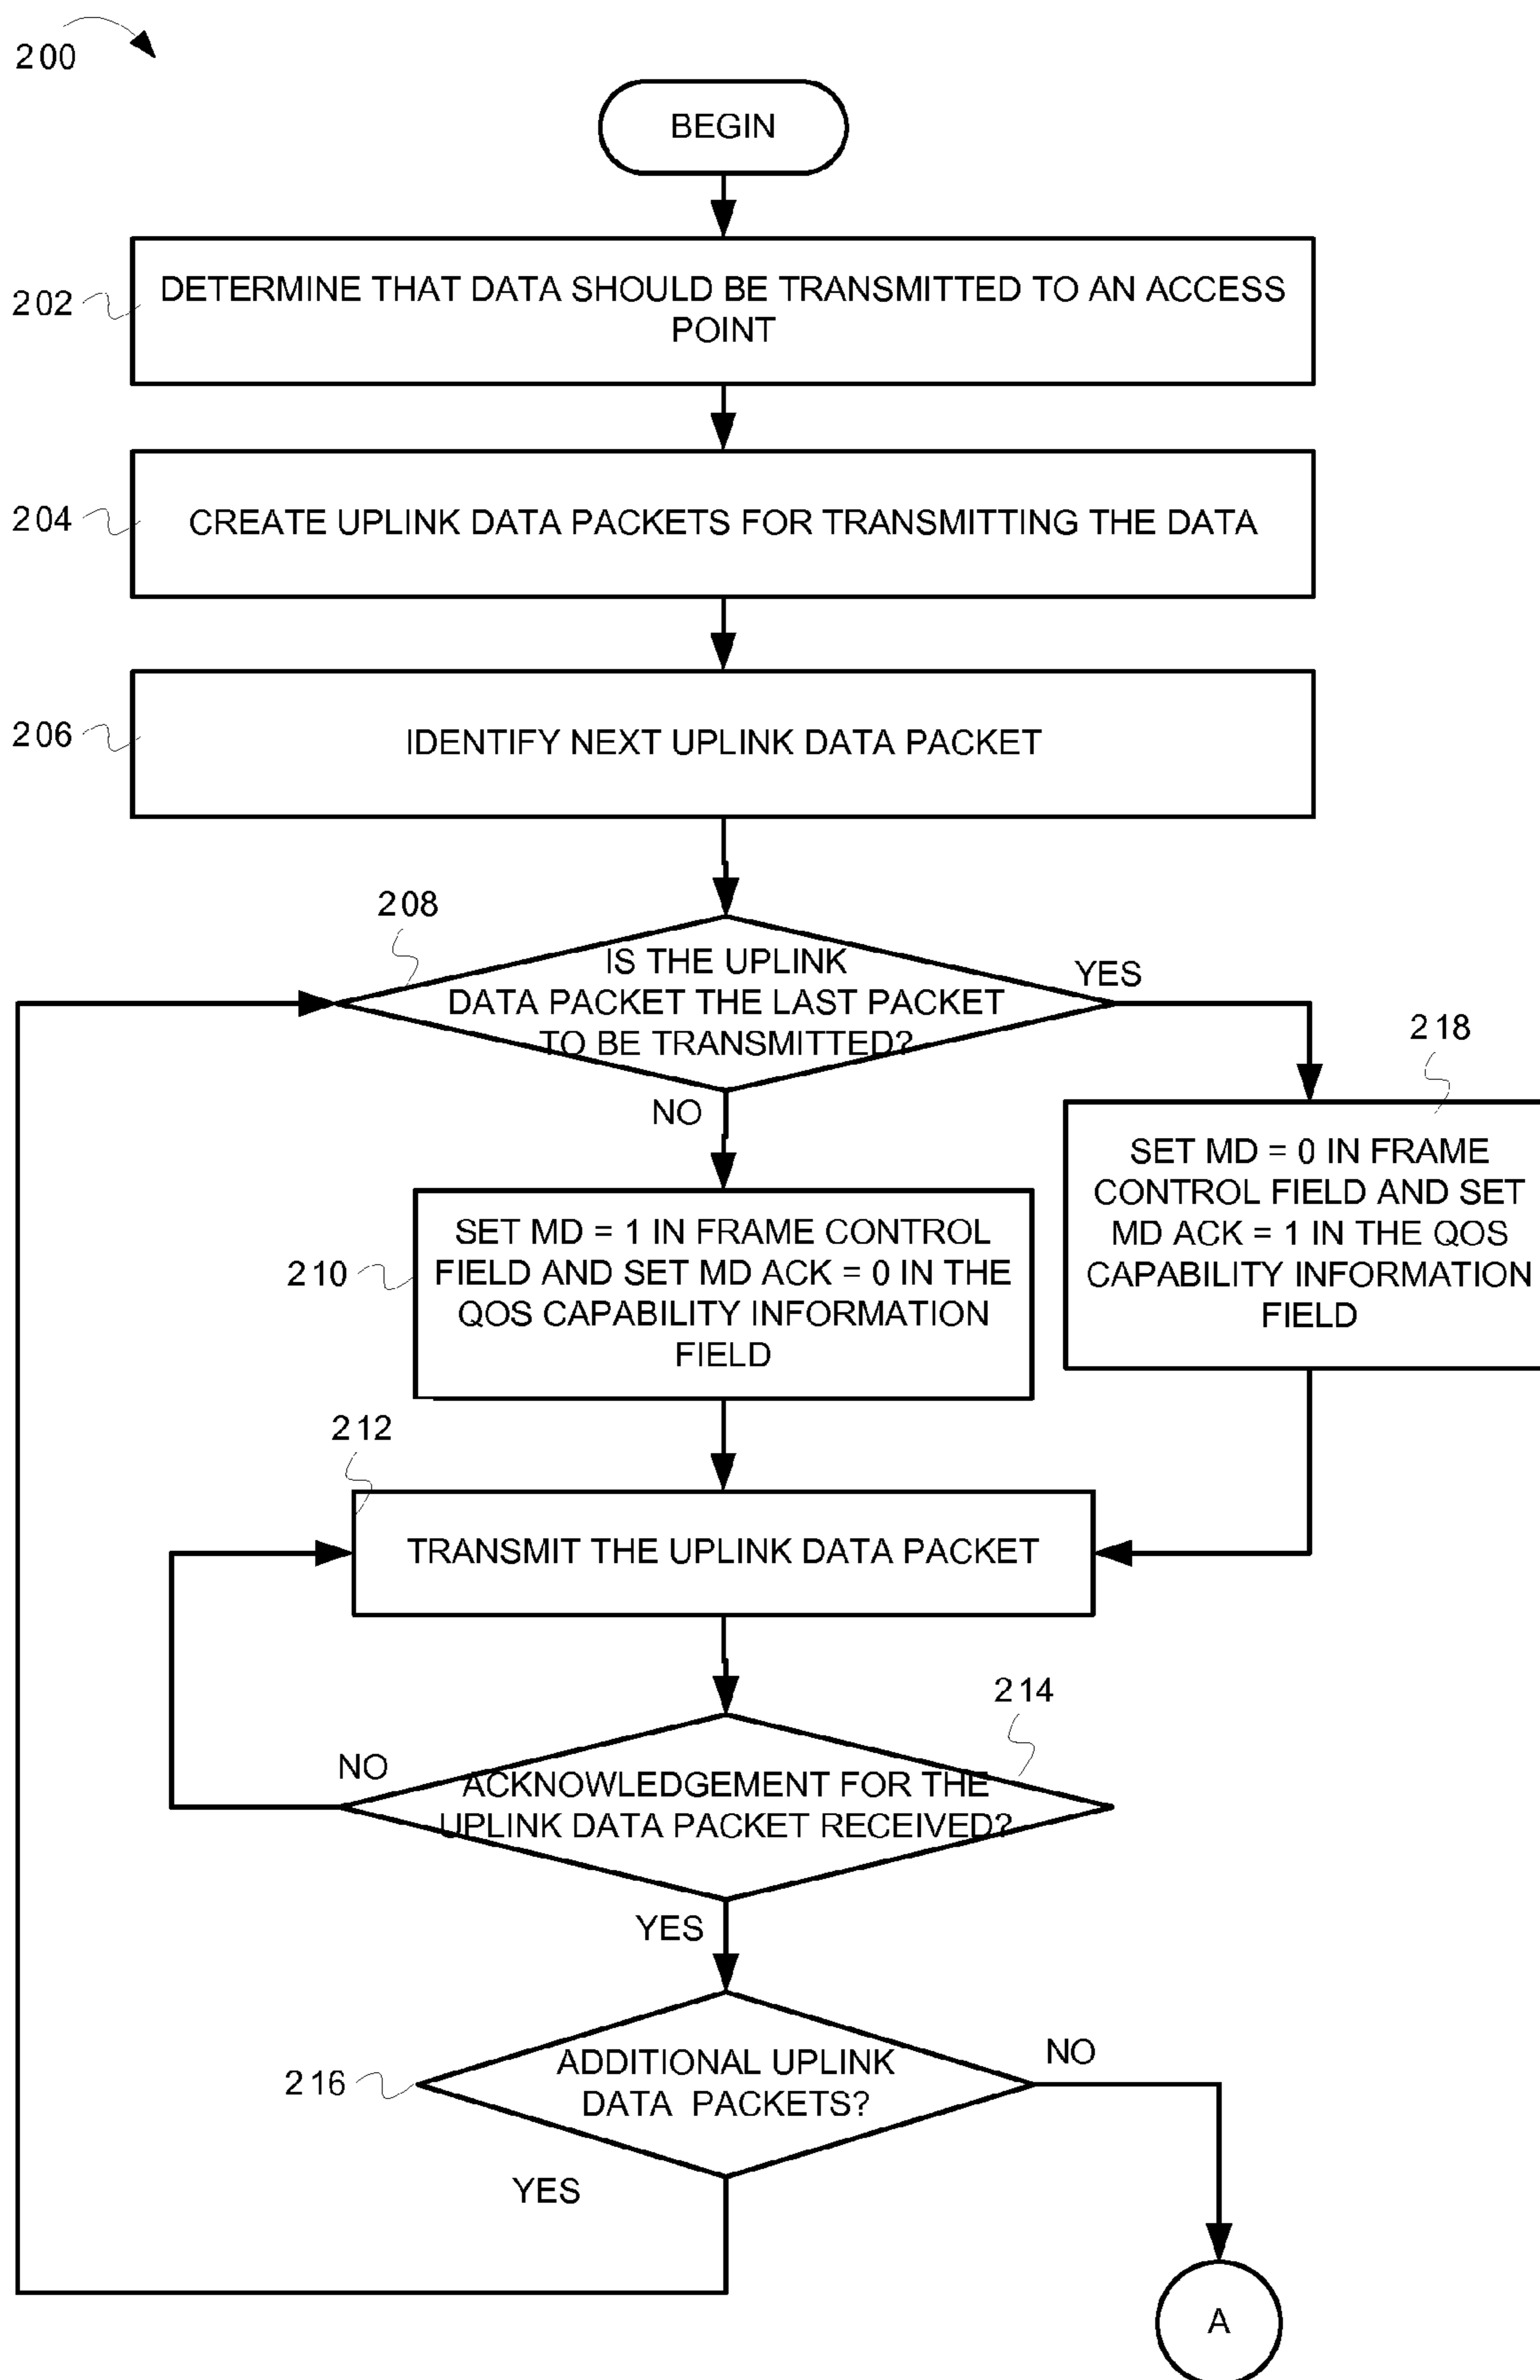 200
BEGIN
202
DETERMINE THAT DATA SHOULD BE TRANSMITTED TO AN ACCESS
POINT
204
CREATE UPLINK DATA PACKETS FOR TRANSMITTING THE DATA
206
IDENTIFY NEXT UPLINK DATA PACKET
208
IS THE UPLINK
DATA PACKET THE LAST PACKET
TO BE TRANSMITTED?
YES
NO
218
SET MD = 0 IN FRAME
CONTROL FIELD AND SET
MD ACK = 1 IN THE QOS
CAPABILITY INFORMATION
FIELD
210
SET MD = 1 IN FRAME CONTROL
FIELD AND SET MD ACK = 0 IN THE
QOS CAPABILITY INFORMATION
FIELD
212
TRANSMIT THE UPLINK DATA PACKET
214
NO
ACKNOWLEDGEMENT FOR THE
UPLINK DATA PACKET RECEIVED?
YES
216
ADDITIONAL UPLINK
DATA PACKETS?
NO
YES
A